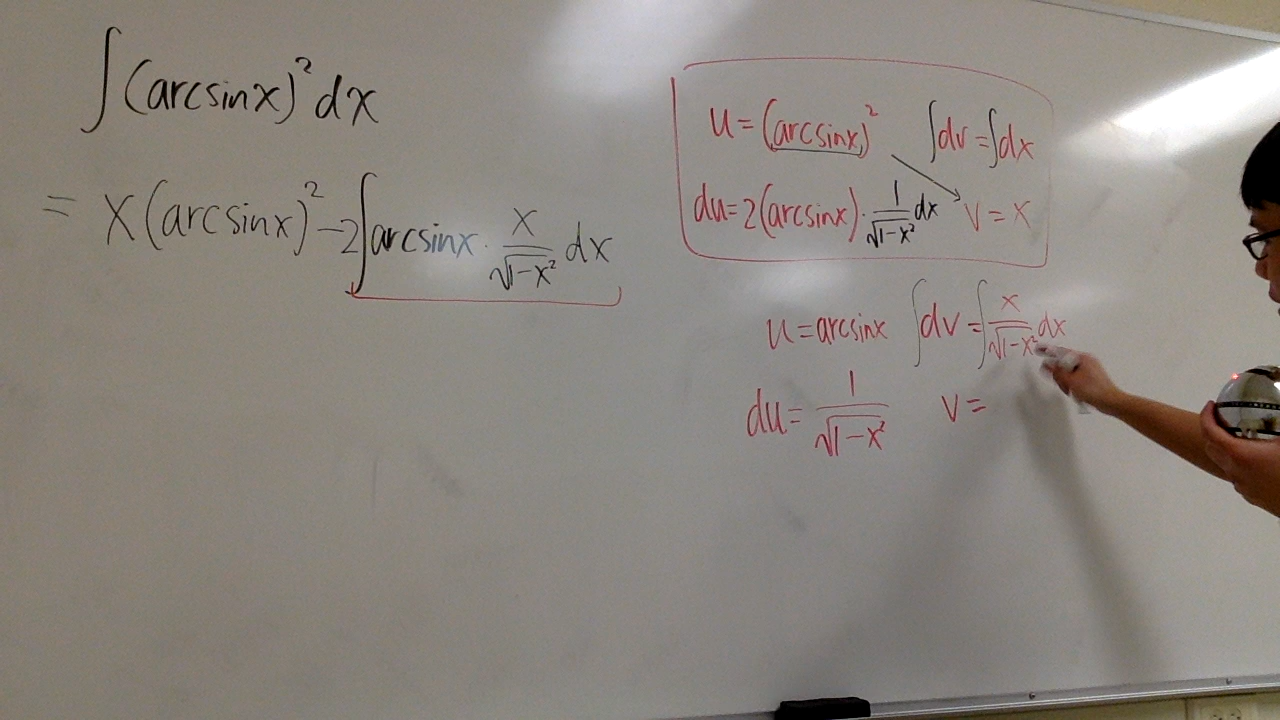 ∫(arcsinx)² dx
= x(arcsinx)² -2∫arcsinx · x/√1-x² dx
u = (arcsinx)² ∫dv = ∫dx
du = 2(arcsinx) · 1/√1-x² dx v = x
u = arcsinx ∫dv = ∫ x/√1-x² dx
du = 1/√1-x² v =